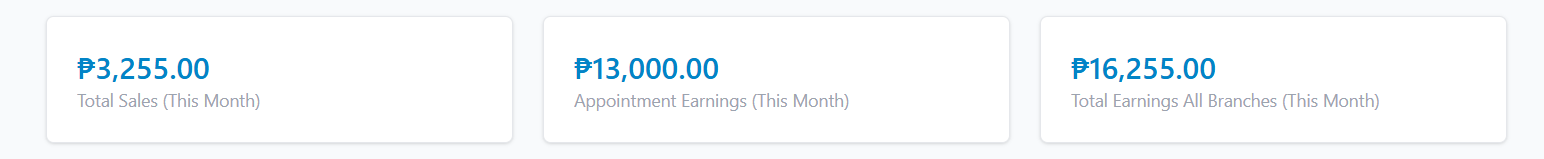 ₱3,255.00
Total Sales (This Month)
₱13,000.00
Appointment Earnings (This Month)
₱16,255.00
Total Earnings All Branches (This Month)